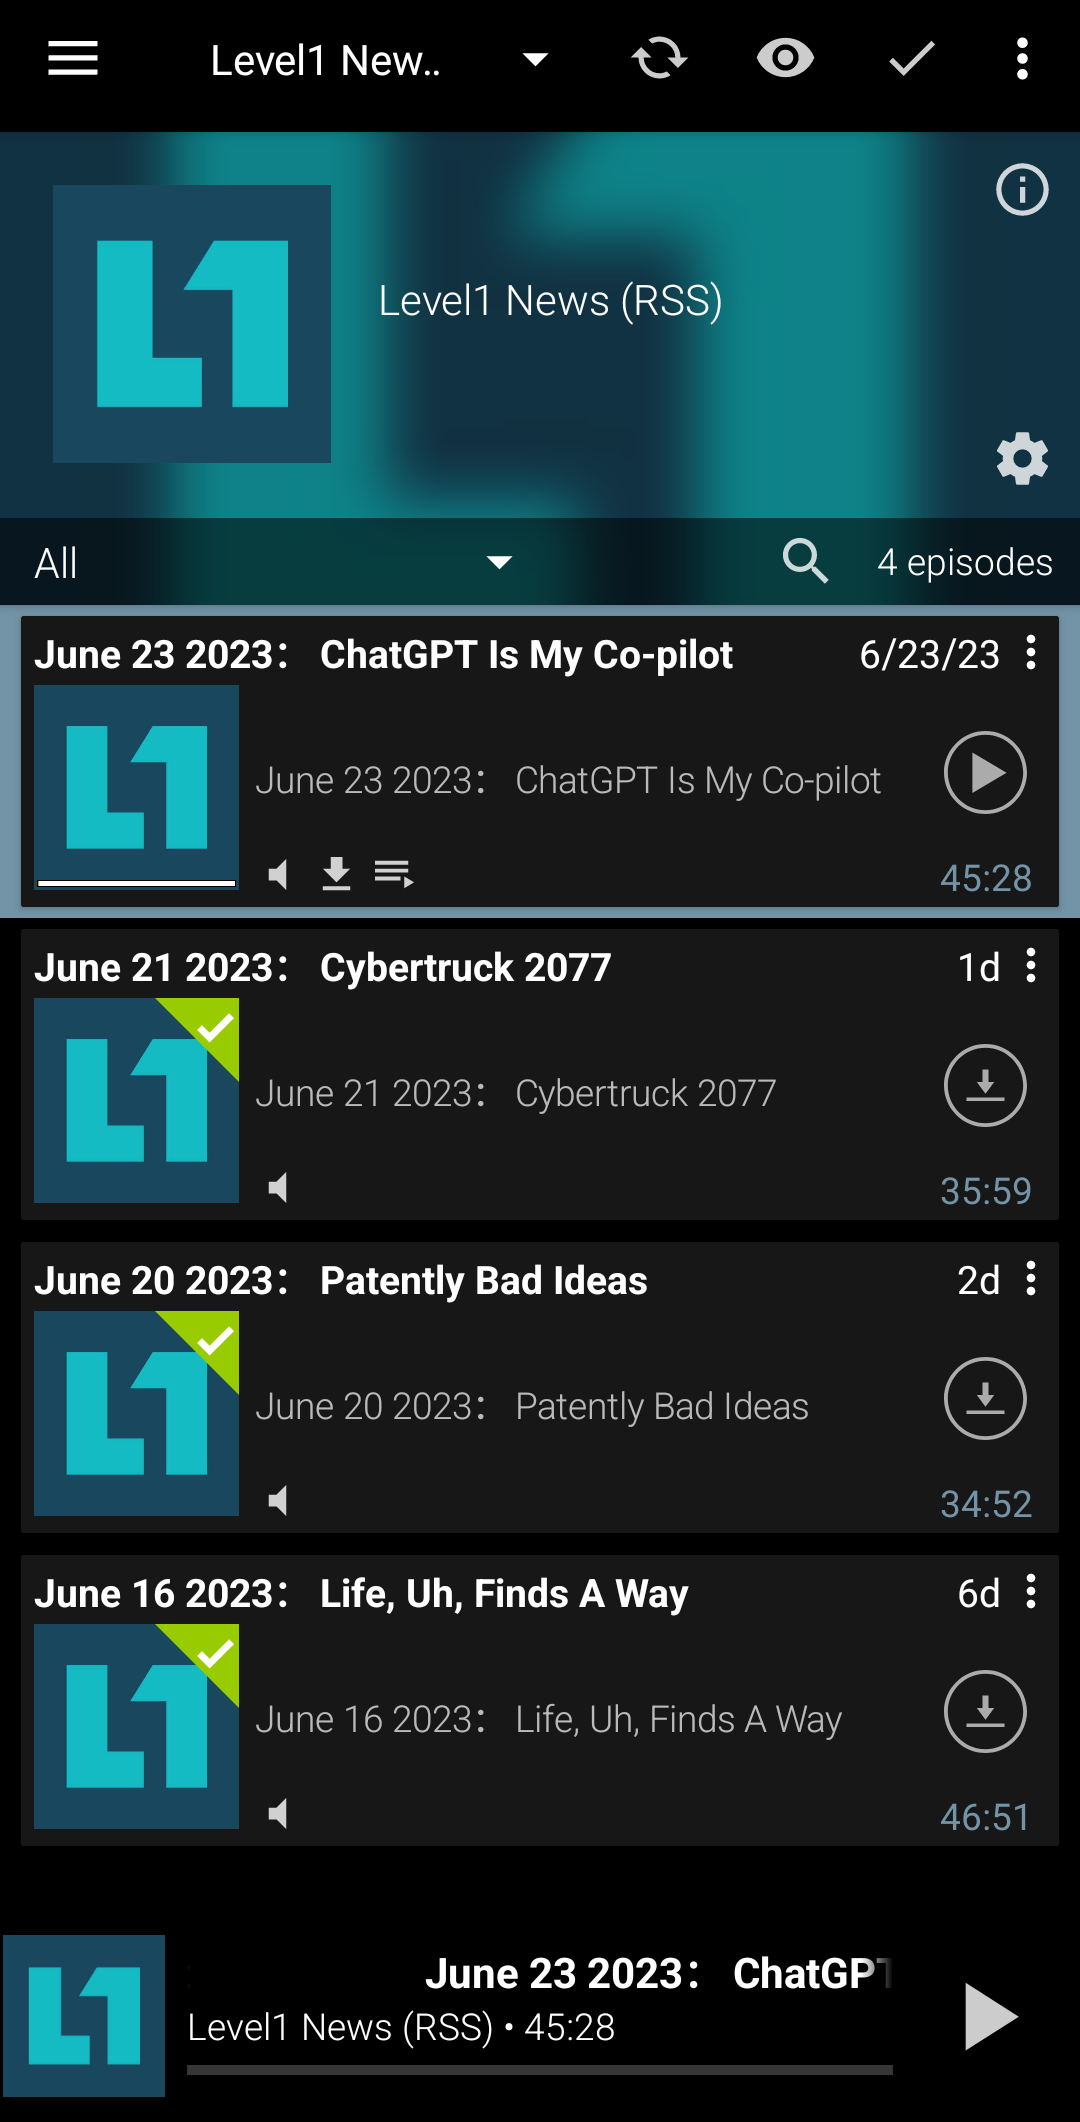 Level1 New..
Level1 News (RSS)
All
4 episodes
June 23 2023: ChatGPT Is My Co-pilot
6/23/23
June 23 2023: ChatGPT Is My Co-pilot
45:28
June 21 2023: Cybertruck 2077
1d
June 21 2023: Cybertruck 2077
35:59
June 20 2023: Patently Bad Ideas
2d
June 20 2023: Patently Bad Ideas
34:52
June 16 2023: Life, Uh, Finds A Way
6d
June 16 2023: Life, Uh, Finds A Way
46:51
June 23 2023: ChatGPT
Level1 News (RSS) • 45:28